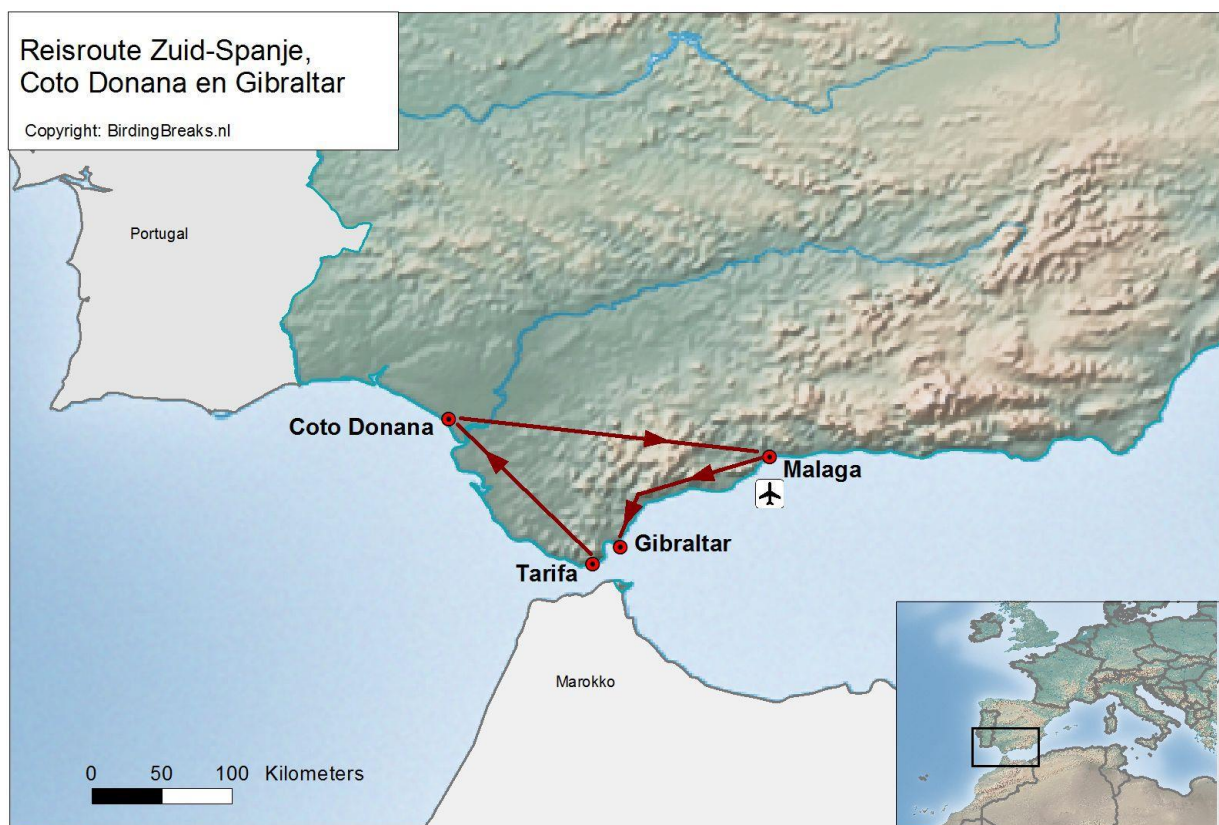 Reisroute Zuid-Spanje,
Coto Donana en Gibraltar
Copyright: BirdingBreaks.nl
Portugal
Coto Donana
Malaga
Gibraltar
Tarifa
Marokko
0 50 100 Kilometers